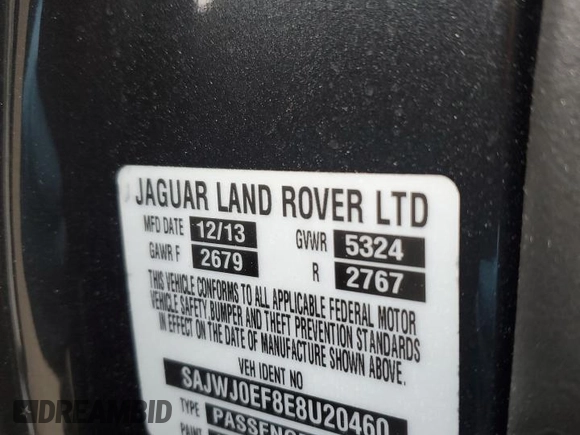 JAGUAR LAND ROVER LTD
MFD DATE 12/13 GVWR 5324
GAWR F 2679 R 2767
THIS VEHICLE CONFORMS TO ALL APPLICABLE FEDERAL MOTOR
VEHICLE SAFETY, BUMPER AND THEFT PREVENTION STANDARDS
IN EFFECT ON THE DATE OF MANUFACTURE SHOWN ABOVE.
VEH IDENT NO
SAJWJ0EF8E8U20460
TYPE PASSENGE
PAINT
DREAMBID